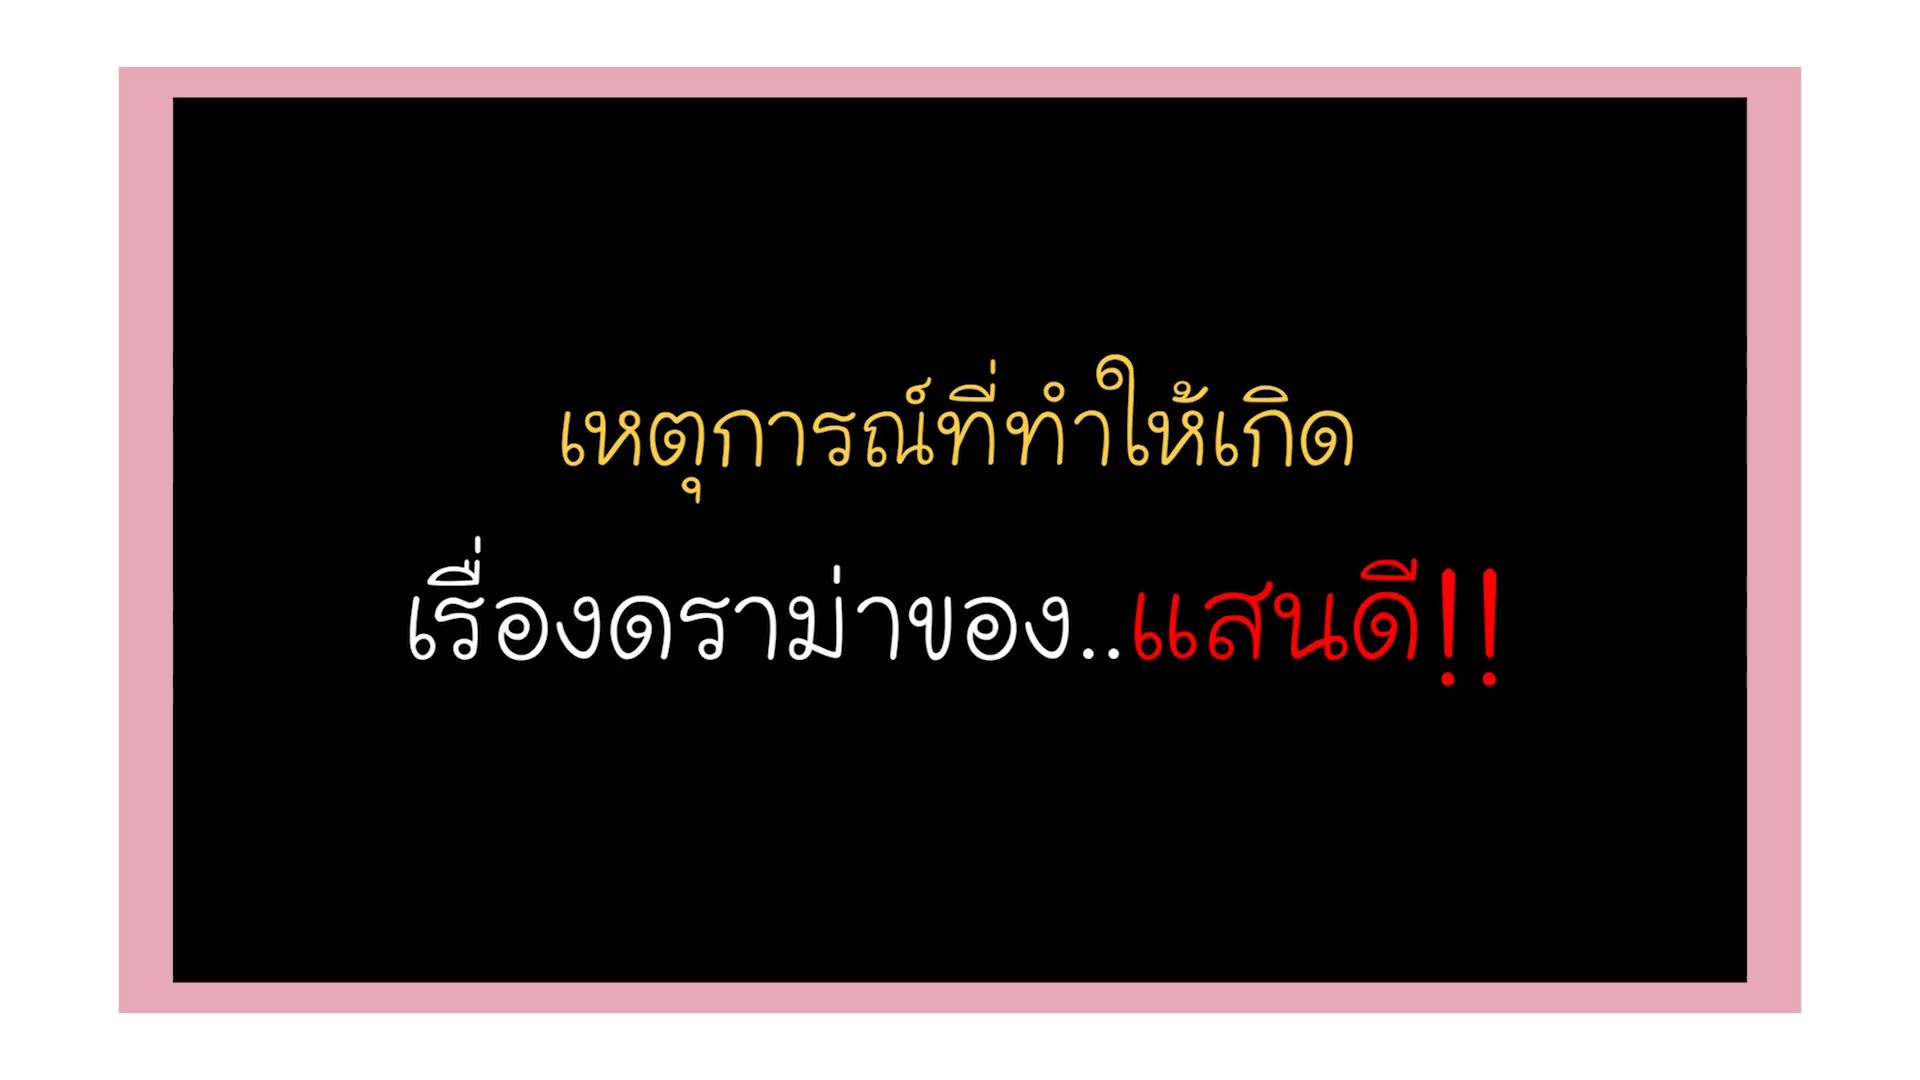 เหตุการณ์ที่ทำให้เกิด
เรื่องดราม่าของ..แสนดี!!